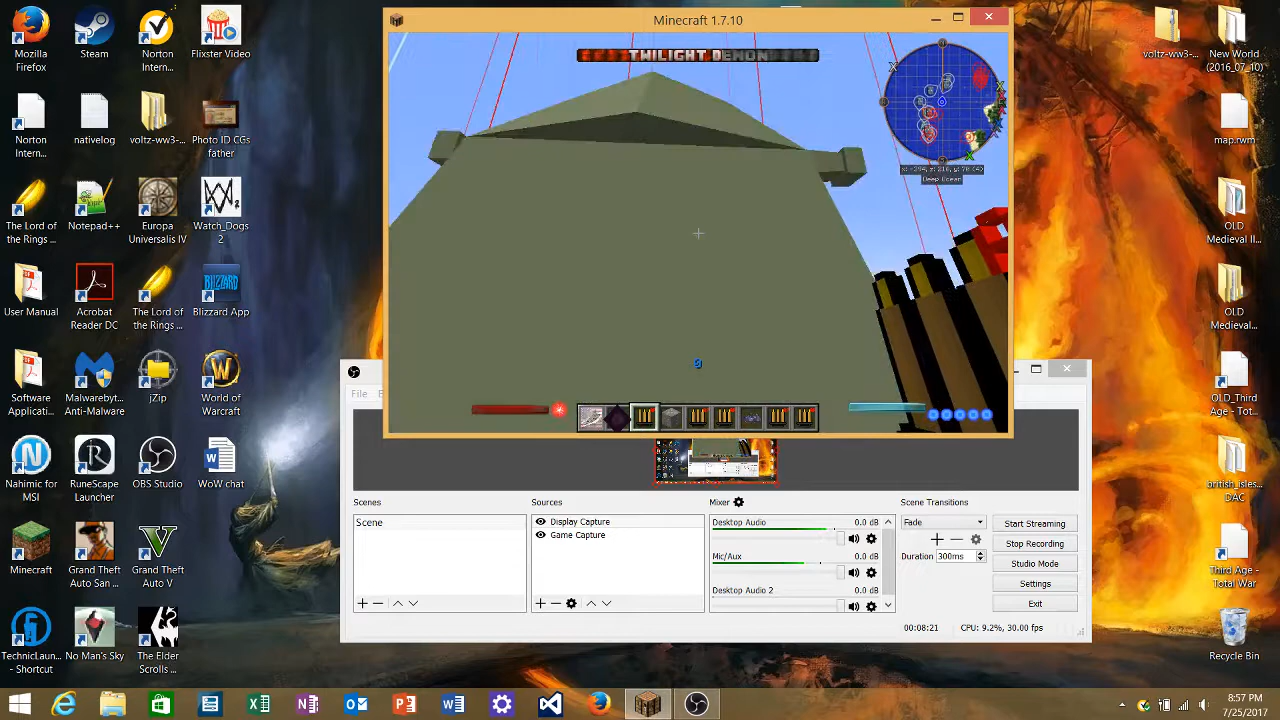 Mozilla
Firefox
Steam
Norton
Intern...
Flixster Video
Norton
Intern...
nativelog
voltz-ww3-...
Photo ID CGs
father
The Lord of
the Rings ...
Notepad++
Europa
Universalis IV
Watch_Dogs
2
User Manual
Acrobat
Reader DC
The Lord of
the Rings ...
Blizzard App
Software
Applicati...
Malwareby...
Anti-Malware
jZip
World of
Warcraft
Nahimic for
MSI
RuneScape
Launcher
OBS Studio
WoW chat
Minecraft
Grand Theft
Auto San ...
Grand Theft
Auto V
TechnicLaun...
- Shortcut
No Man's Sky
The Elder
Scrolls ...
Minecraft 1.7.10
TWILIGHT DEMON
Deep Ocean
9
File
Scenes
Scene
Sources
Display Capture
Game Capture
Mixer
Desktop Audio
0.0 dB
Mic/Aux
0.0 dB
Desktop Audio 2
0.0 dB
Scene Transitions
Fade
Duration
300ms
Start Streaming
Stop Recording
Studio Mode
Settings
Exit
00:08:21
CPU: 9.2%, 30.00 fps
voltz-ww3-...
New World
(2016_07_10)
map.rwm
OLD
Medieval II...
OLD
Medieval...
OLD_Third
Age - Tot...
british_isles...
DAC
Third Age -
Total War
Recycle Bin
8:57 PM
7/25/2017